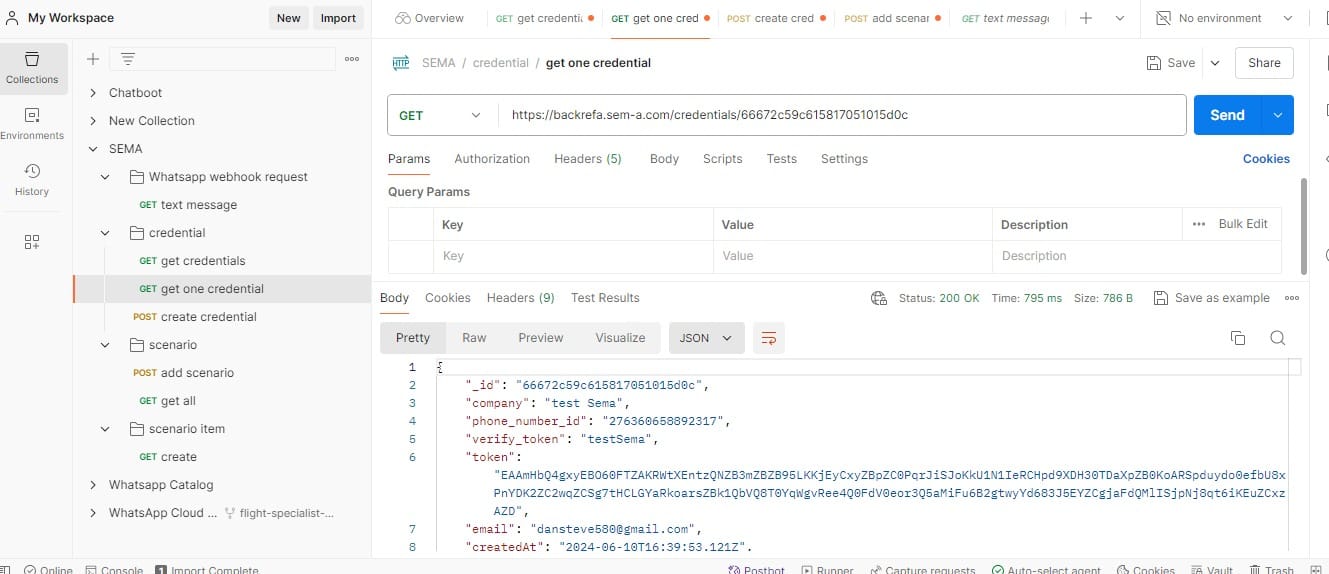 My Workspace New Import
Overview GET get credentia GET get one cred POST create cred POST add scenar GET text messag No environment
Collections
Environments
History
Chatboot
New Collection
SEMA
Whatsapp webhook request
GET text message
credential
GET get credentials
GET get one credential
POST create credential
scenario
POST add scenario
GET get all
scenario item
GET create
Whatsapp Catalog
WhatsApp Cloud ... flight-specialist-...
HTTP SEMA / credential / get one credential Save Share
GET https://backrefa.sem-a.com/credentials/66672c59c615817051015d0c Send
Params Authorization Headers (5) Body Scripts Tests Settings Cookies
Query Params
Key Value Description ••• Bulk Edit
Key Value Description
Body Cookies Headers (9) Test Results Status: 200 OK Time: 795 ms Size: 786 B Save as example
Pretty Raw Preview Visualize JSON
1 {
2 "_id": "66672c59c615817051015d0c",
3 "company": "test Sema",
4 "phone_number_id": "276360658892317",
5 "verify_token": "testSema",
6 "token":
7 "email": "dansteve580@gmail.com",
8 "createdAt": "2024-06-10T16:39:53.121Z".
Online Console 1 Import Complete. Postbot Runner Capture requests Auto-select agent Cookies Vault Trash